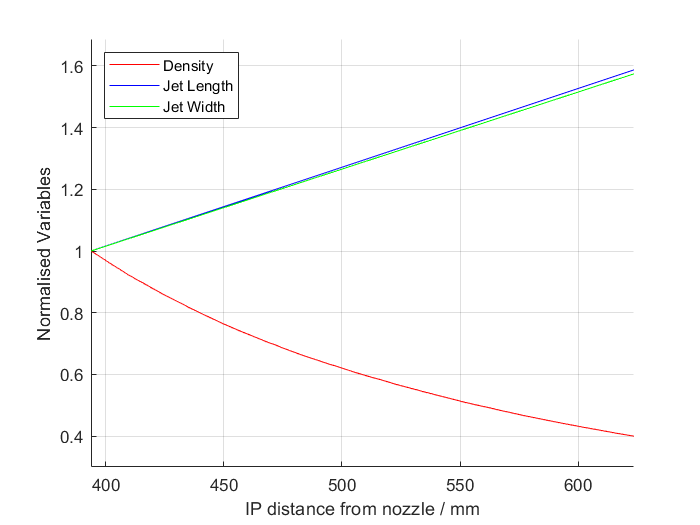 1.6
1.4
1.2
1
0.8
0.6
0.4
Normalised Variables
Density
Jet Length
Jet Width
400 450 500 550 600
IP distance from nozzle / mm